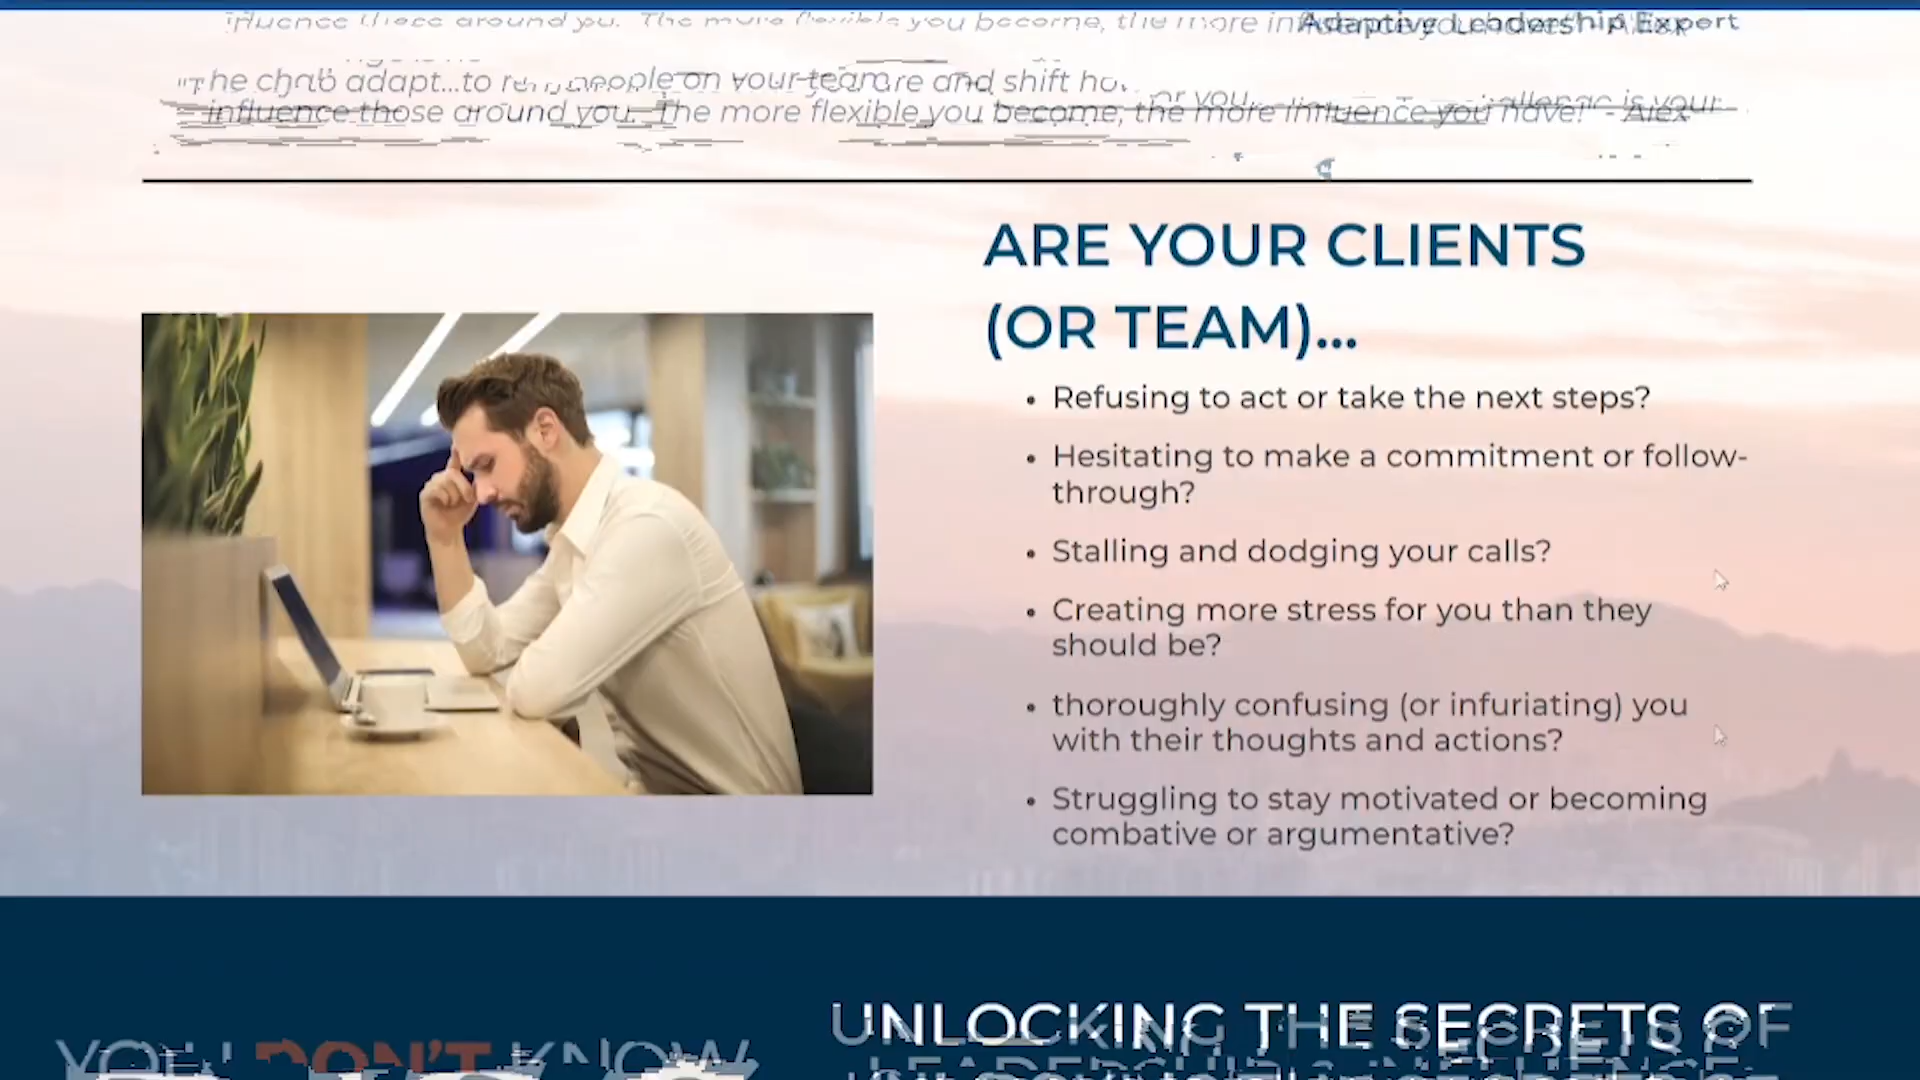 Adaptive Leadership Expert
influence those around you. The more flexible you become, the more influence you have!" - Alex
ARE YOUR CLIENTS
(OR TEAM)...
• Refusing to act or take the next steps?
• Hesitating to make a commitment or follow-
through?
• Stalling and dodging your calls?
• Creating more stress for you than they
should be?
• thoroughly confusing (or infuriating) you
with their thoughts and actions?
• Struggling to stay motivated or becoming
combative or argumentative?
YOU DON'T KNOW
UNLOCKING THE SECRETS OF